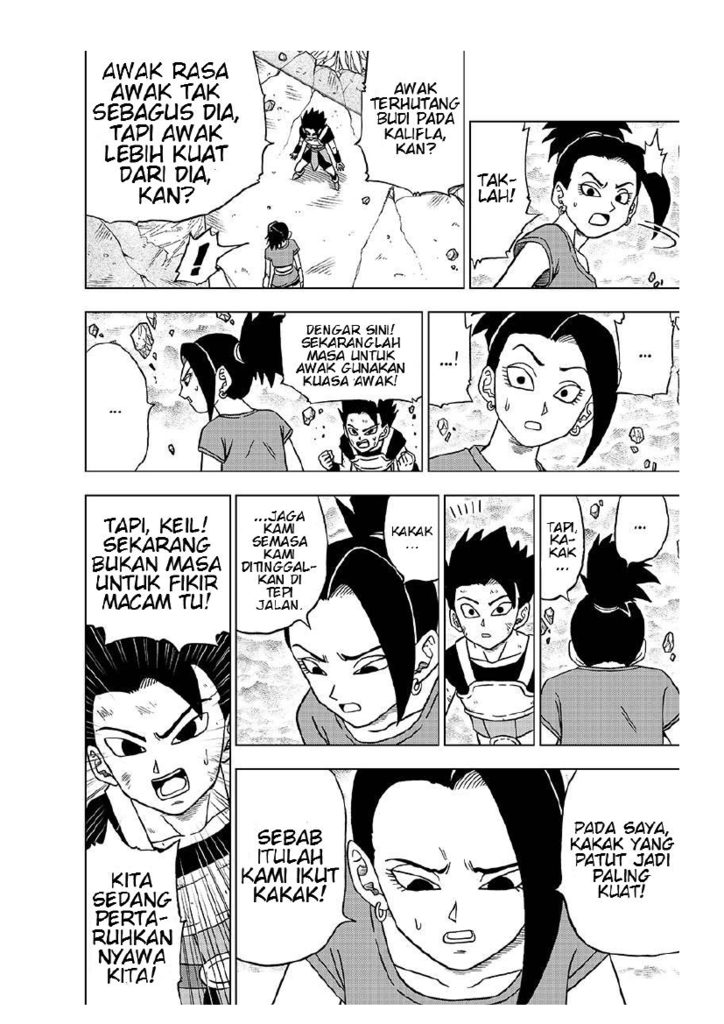 TAK-
LAH!
AWAK
TERHUTANG
BUDI PADA
KALIFLA,
KAN?
AWAK RASA
AWAK TAK
SEBAGUS DIA,
TAPI AWAK
LEBIH KUAT
DARI DIA,
KAN?
!
...
...!
DENGAR SINI!
SEKARANGLAH
MASA UNTUK
AWAK GUNAKAN
KUASA AWAK!
...
...
TAPI,
KA-
KAK
...
KAKAK
...
...JAGA
KAMI
SEMASA
KAMI
DITINGGAL-
KAN DI
TEPI
JALAN.
PADA SAYA,
KAKAK YANG
PATUT JADI
PALING
KUAT!
SEBAB
ITULAH
KAMI IKUT
KAKAK!
TAPI, KEIL!
SEKARANG
BUKAN MASA
UNTUK FIKIR
MACAM TU!
KITA
SEDANG
PERTA-
RUHKAN
NYAWA
KITA!